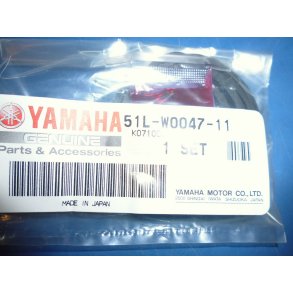 YAMAHA 51L-W0047-11
GENUINE
Parts & Accessories 1 SET
MADE IN JAPAN
YAMAHA MOTOR CO., LTD.